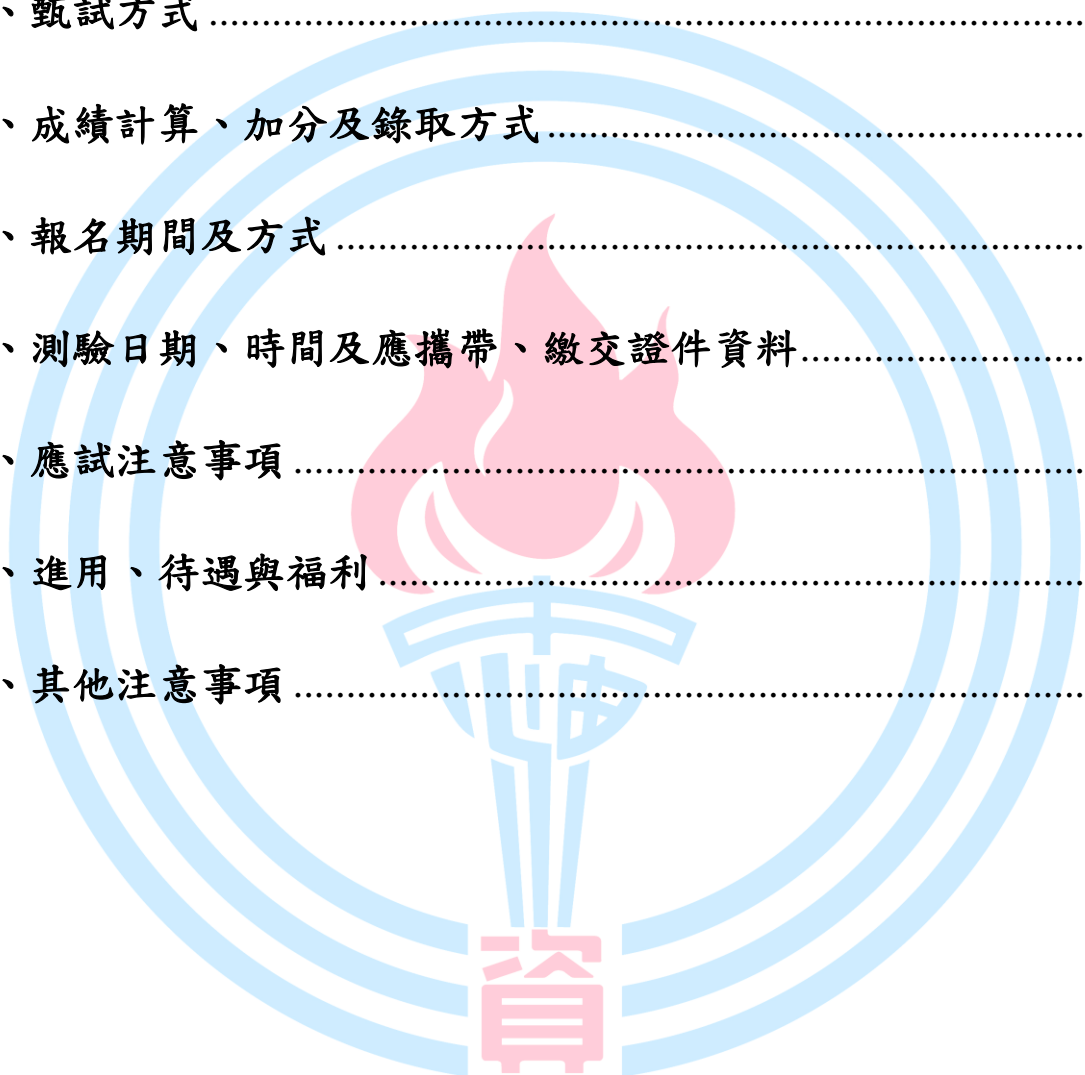 、甄試方式
、成績計算、加分及錄取方式
、報名期間及方式
、測驗日期、時間及應攜帶、繳交證件資料
、應試注意事項
、進用、待遇與福利
、其他注意事項
資